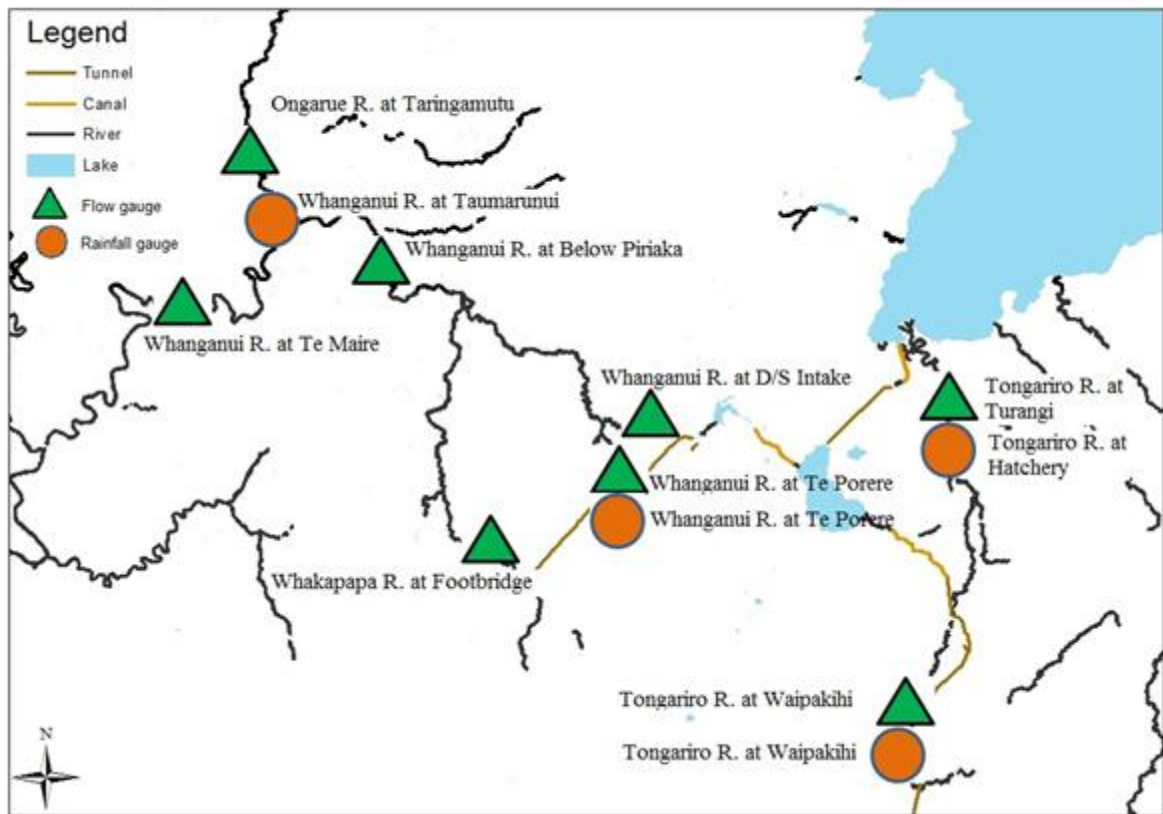 Legend
Tunnel
Canal
River
Lake
Flow gauge
Rainfall gauge
Ongarue R. at Taringamutu
Whanganui R. at Taumarunui
Whanganui R. at Below Piriaka
Whanganui R. at Te Maire
Whanganui R. at D/S Intake
Tongariro R. at
Turangi
Tongariro R. at
Hatchery
Whanganui R. at Te Porere
Whanganui R. at Te Porere
Whakapapa R. at Footbridge
Tongariro R. at Waipakihi
Tongariro R. at Waipakihi
N